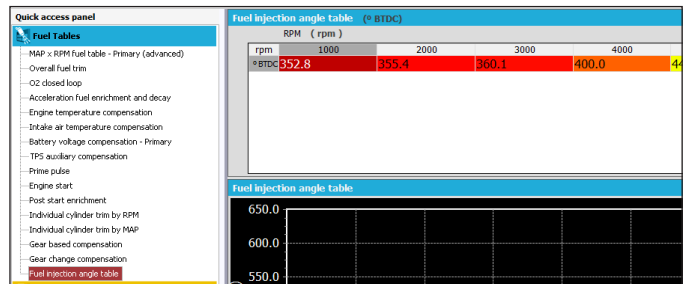 Quick access panel
Fuel Tables
MAP x RPM fuel table - Primary (advanced)
Overall fuel trim
O2 closed loop
Acceleration fuel enrichment and decay
Engine temperature compensation
Intake air temperature compensation
Battery voltage compensation - Primary
TPS auxiliary compensation
Prime pulse
Engine start
Post start enrichment
Individual cylinder trim by RPM
Individual cylinder trim by MAP
Gear based compensation
Gear change compensation
Fuel injection angle table
Fuel injection angle table (º BTDC)
RPM ( rpm )
rpm 1000 2000 3000 4000
º BTDC 352.8 355.4 360.1 400.0 44
Fuel injection angle table
650.0
600.0
550.0